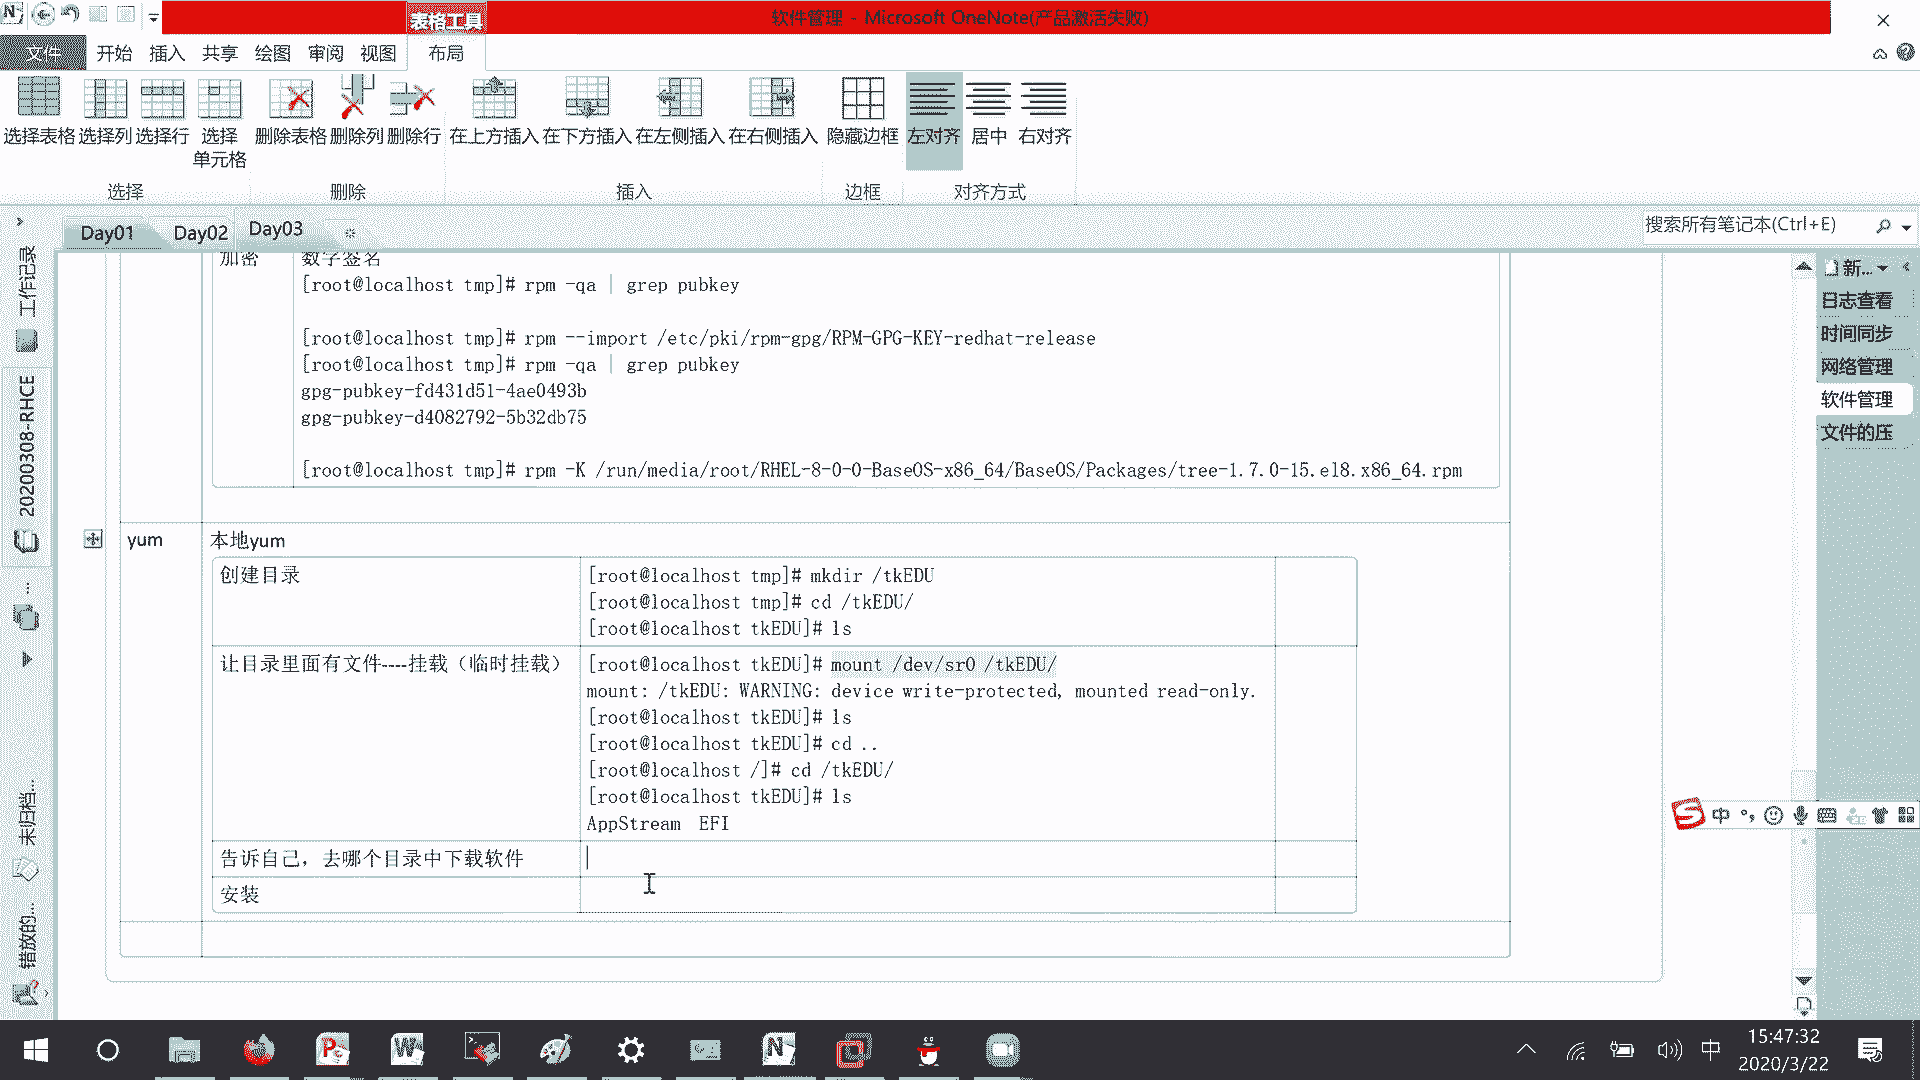 软件管理 - Microsoft OneNote(产品激活失败)
表格工具
文件 开始 插入 共享 绘图 审阅 视图 布局
选择表格 选择列 选择行 选择单元格 删除表格 删除列 删除行 在上方插入 在下方插入 在左侧插入 在右侧插入 隐藏边框 左对齐 居中 右对齐
选择 删除 插入 边框 对齐方式
Day01 Day02 Day03
搜索所有笔记本(Ctrl+E)
工作记录
20200308-RHCE
未归档...
错放的...
新...
日志查看
时间同步
网络管理
软件管理
文件的压
加密 数字签名
[root@localhost tmp]# rpm -qa | grep pubkey
[root@localhost tmp]# rpm --import /etc/pki/rpm-gpg/RPM-GPG-KEY-redhat-release
[root@localhost tmp]# rpm -qa | grep pubkey
gpg-pubkey-fd431d51-4ae0493b
gpg-pubkey-d4082792-5b32db75
[root@localhost tmp]# rpm -K /run/media/root/RHEL-8-0-0-BaseOS-x86_64/BaseOS/Packages/tree-1.7.0-15.el8.x86_64.rpm
yum 本地yum
创建目录 [root@localhost tmp]# mkdir /tkEDU
[root@localhost tmp]# cd /tkEDU/
[root@localhost tkEDU]# ls
让目录里面有文件----挂载（临时挂载） [root@localhost tkEDU]# mount /dev/sr0 /tkEDU/
mount: /tkEDU: WARNING: device write-protected, mounted read-only.
[root@localhost tkEDU]# ls
[root@localhost tkEDU]# cd ..
[root@localhost /]# cd /tkEDU/
[root@localhost tkEDU]# ls
AppStream EFI
告诉自己，去哪个目录中下载软件
安装
中
中 15:47:32
2020/3/22